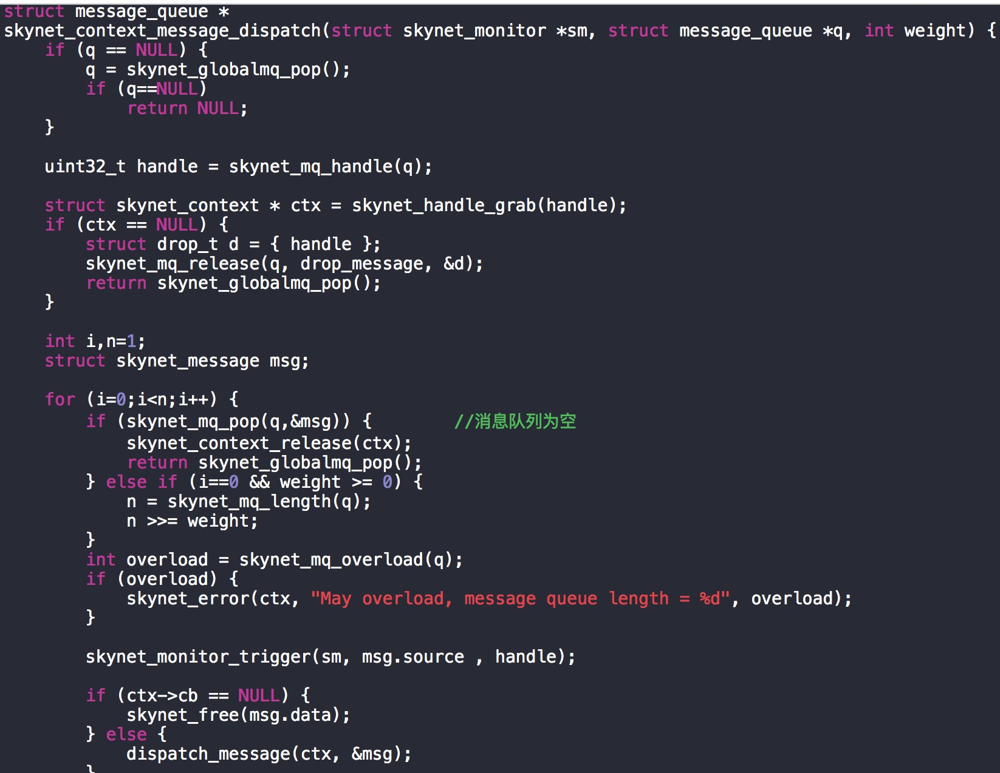 struct message_queue *
skynet_context_message_dispatch(struct skynet_monitor *sm, struct message_queue *q, int weight) {
    if (q == NULL) {
        q = skynet_globalmq_pop();
        if (q==NULL)
            return NULL;
    }

    uint32_t handle = skynet_mq_handle(q);

    struct skynet_context * ctx = skynet_handle_grab(handle);
    if (ctx == NULL) {
        struct drop_t d = { handle };
        skynet_mq_release(q, drop_message, &d);
        return skynet_globalmq_pop();
    }

    int i,n=1;
    struct skynet_message msg;

    for (i=0;i<n;i++) {
        if (skynet_mq_pop(q,&msg)) {        //消息队列为空
            skynet_context_release(ctx);
            return skynet_globalmq_pop();
        } else if (i==0 && weight >= 0) {
            n = skynet_mq_length(q);
            n >>= weight;
        }
        int overload = skynet_mq_overload(q);
        if (overload) {
            skynet_error(ctx, "May overload, message queue length = %d", overload);
        }

        skynet_monitor_trigger(sm, msg.source , handle);

        if (ctx->cb == NULL) {
            skynet_free(msg.data);
        } else {
            dispatch_message(ctx, &msg);
        }